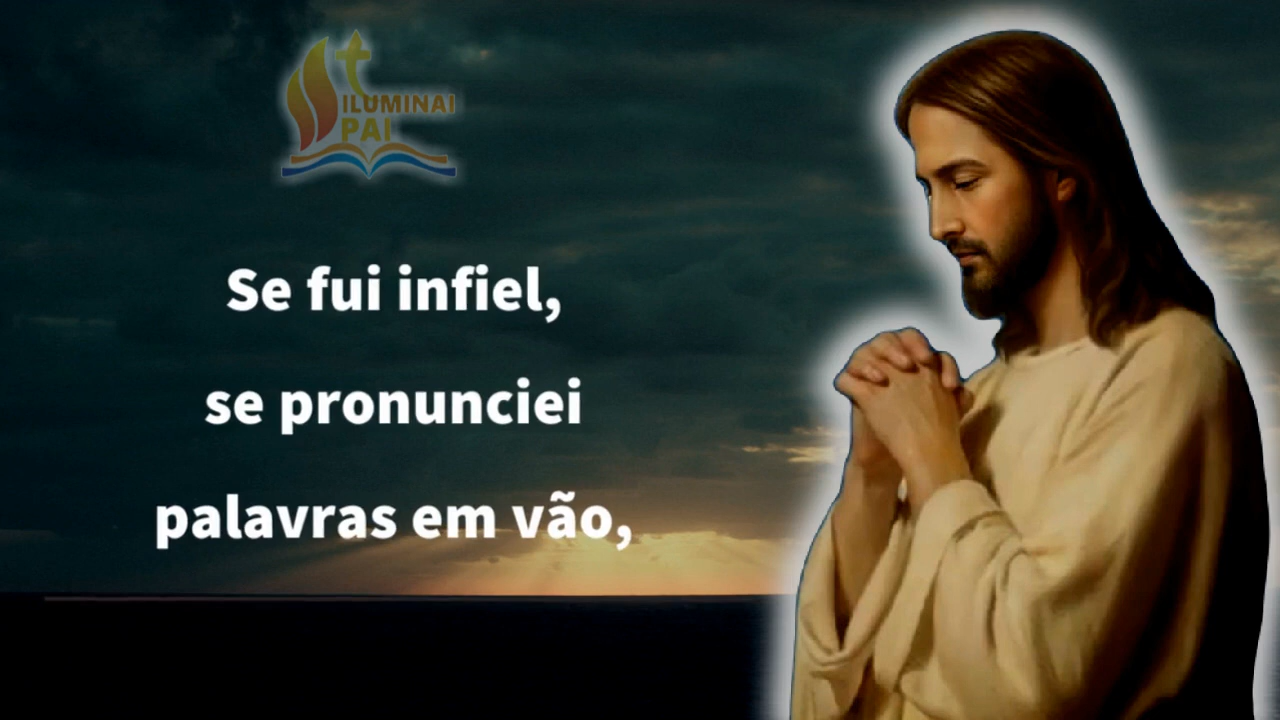 ILUMINAI
PAI
Se fui infiel,
se pronunciei
palavras em vão,